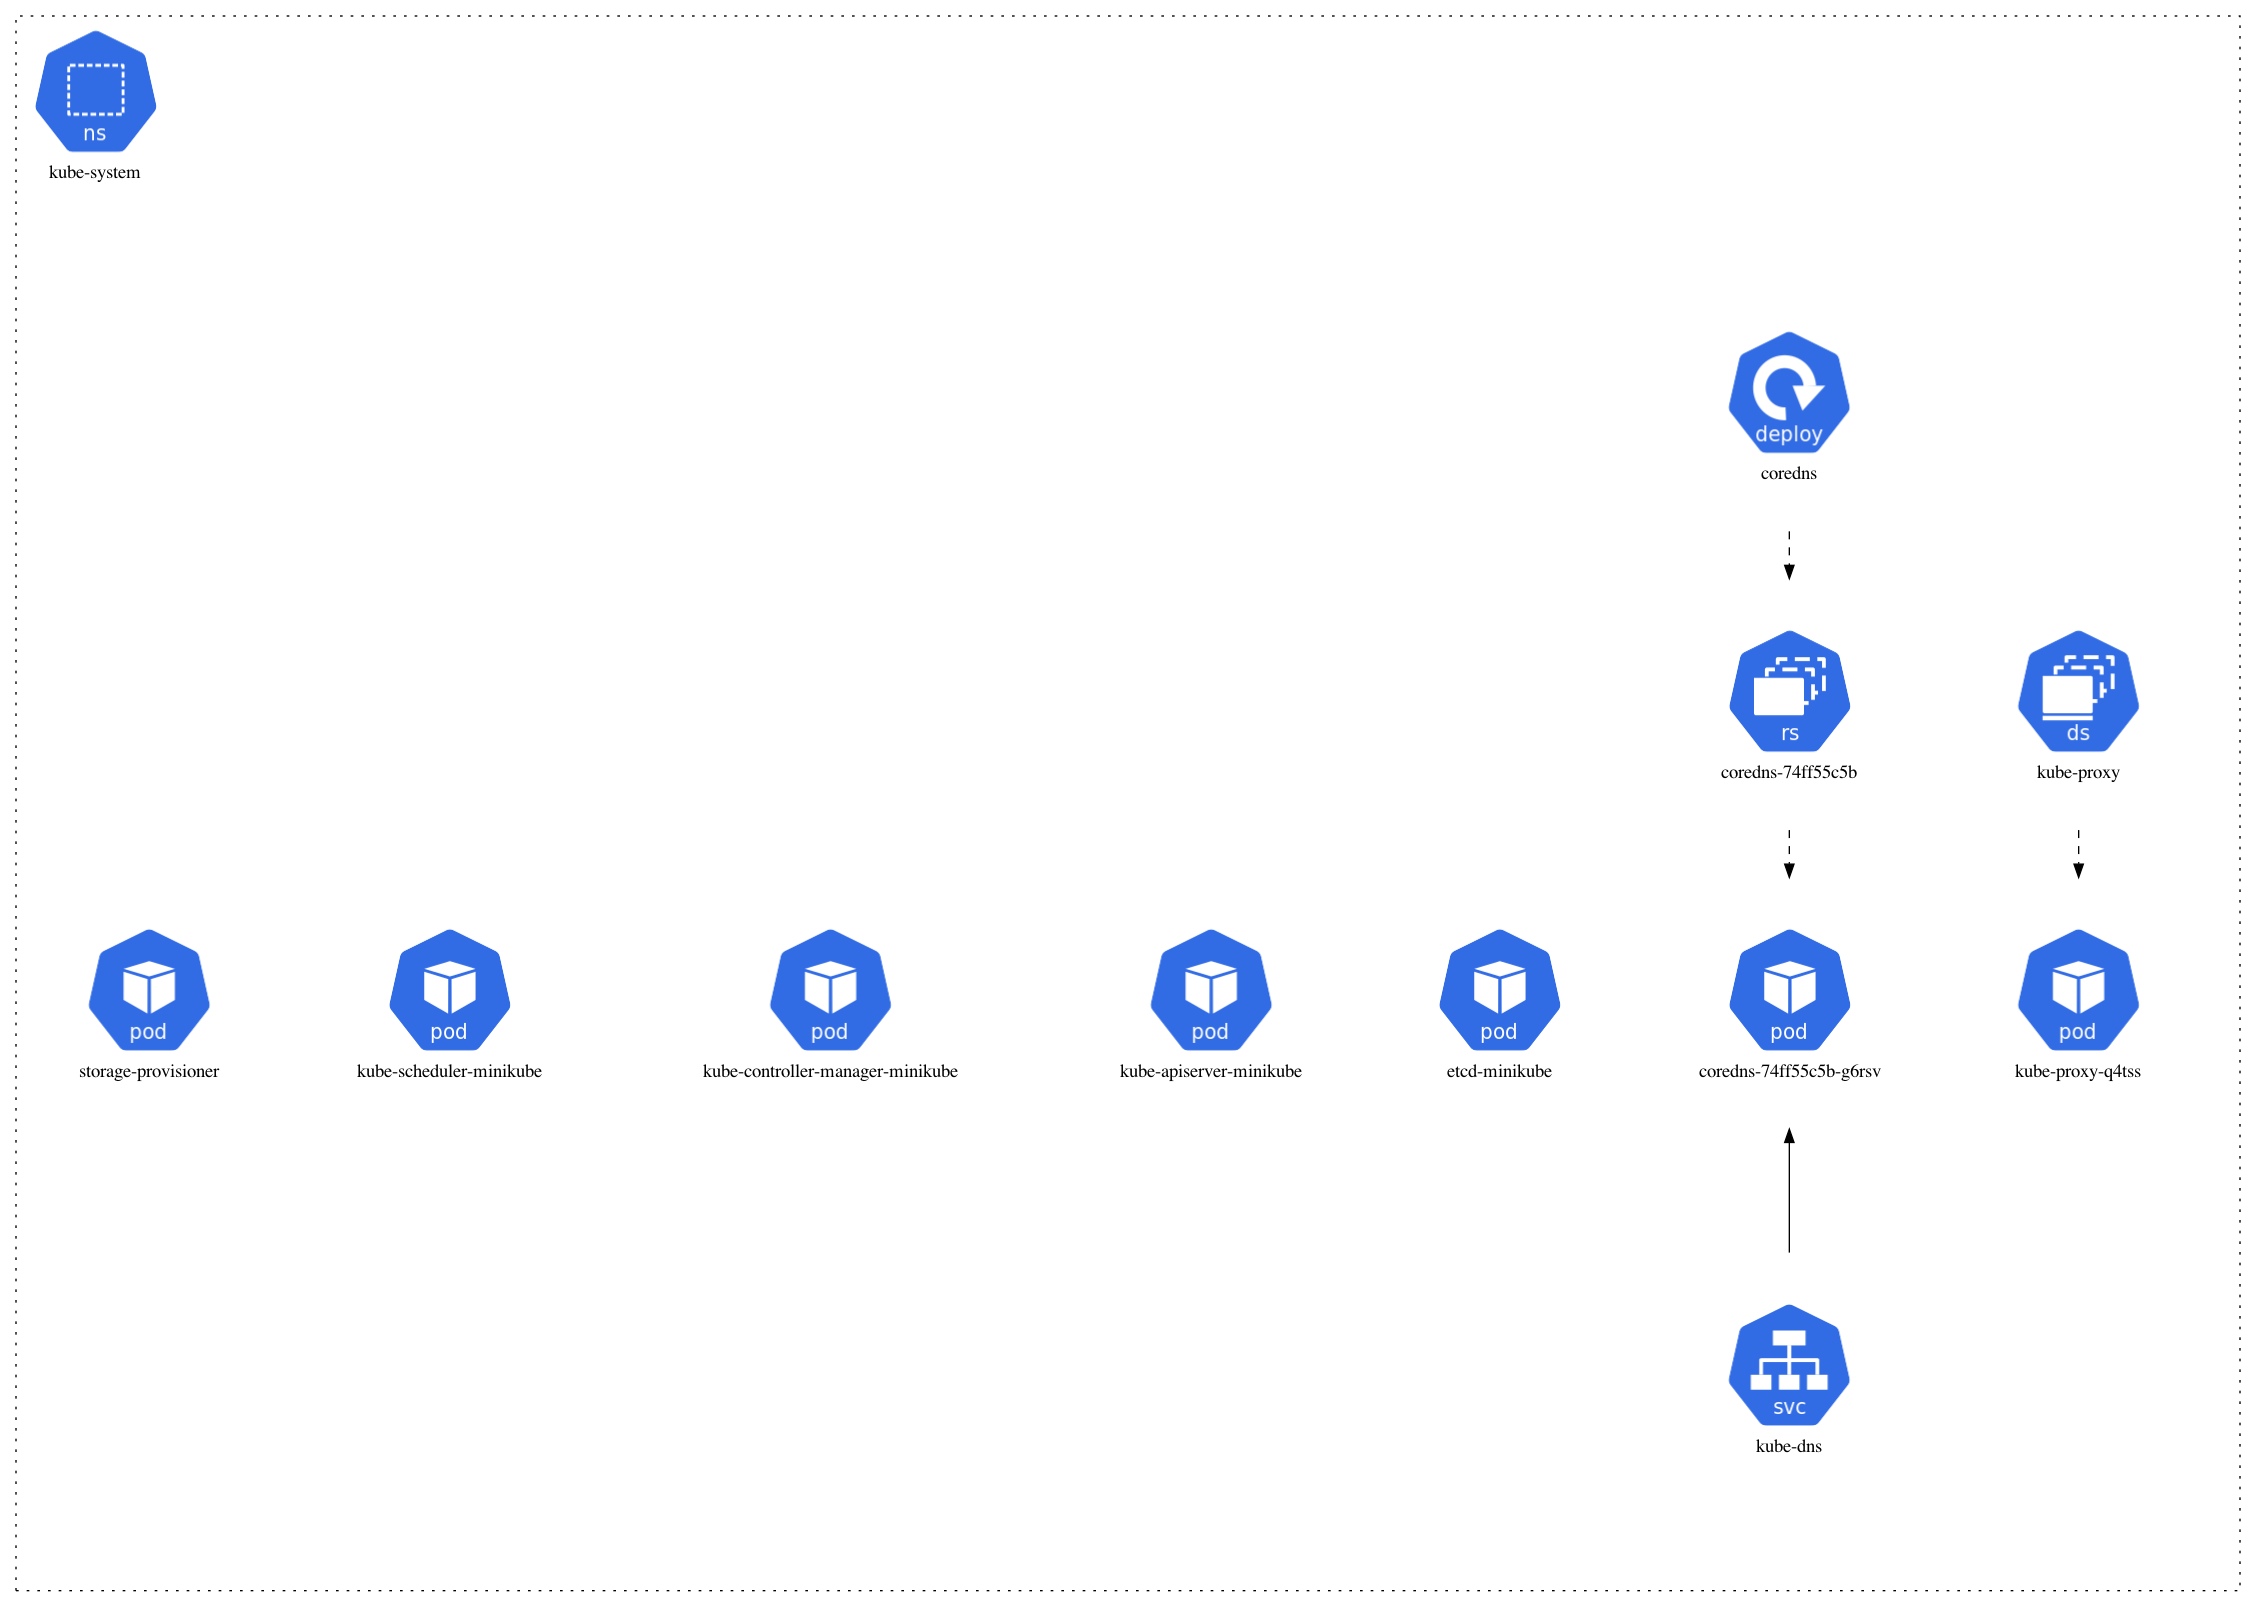 ns
kube-system
deploy
coredns
rs
coredns-74ff55c5b
ds
kube-proxy
pod
storage-provisioner
pod
kube-scheduler-minikube
pod
kube-controller-manager-minikube
pod
kube-apiserver-minikube
pod
etcd-minikube
pod
coredns-74ff55c5b-g6rsv
pod
kube-proxy-q4tss
svc
kube-dns